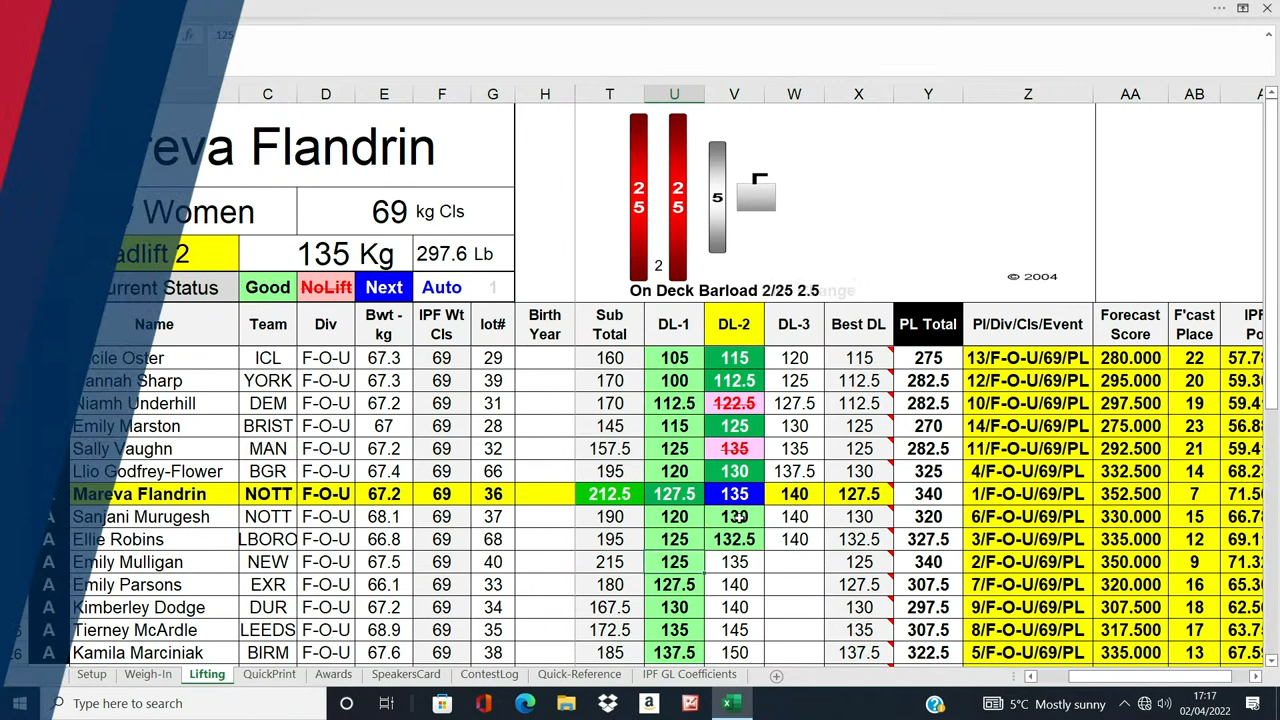 125
C D E F G H T U V W X Y Z AA AB
reva Flandrin
Women 69 kg Cls
adlift 2 135 Kg 297.6 Lb
urrent Status Good NoLift Next Auto 1
25 25 5
2
© 2004
On Deck Barload 2/25 2.5
Name Team Div Bwt - kg IPF Wt Cls lot# Birth Year Sub Total DL-1 DL-2 DL-3 Best DL PL Total Pl/Div/Cls/Event Forecast Score F'cast Place
cile Oster ICL F-O-U 67.3 69 29 160 105 115 120 115 275 13/F-O-U/69/PL 280.000 22 57.7
annah Sharp YORK F-O-U 67.3 69 39 170 100 112.5 125 112.5 282.5 12/F-O-U/69/PL 295.000 20
Niamh Underhill DEM F-O-U 67.2 69 31 170 112.5 122.5 127.5 112.5 282.5 10/F-O-U/69/PL 297.500 19
Emily Marston BRIST F-O-U 67 69 28 145 115 125 130 125 270 14/F-O-U/69/PL 275.000 23
Sally Vaughn MAN F-O-U 67.2 69 32 157.5 125 135 135 125 282.5 11/F-O-U/69/PL 292.500 21
Llio Godfrey-Flower BGR F-O-U 67.4 69 66 195 120 130 137.5 130 325 4/F-O-U/69/PL 332.500 14
Mareva Flandrin NOTT F-O-U 67.2 69 36 212.5 127.5 135 140 127.5 340 1/F-O-U/69/PL 352.500 7
A Sanjani Murugesh NOTT F-O-U 68.1 69 37 190 120 130 140 130 320 6/F-O-U/69/PL 330.000 15
A Ellie Robins LBORO F-O-U 66.8 69 68 195 125 132.5 140 132.5 327.5 3/F-O-U/69/PL 335.000 12
A Emily Mulligan NEW F-O-U 67.5 69 40 215 125 135 125 340 2/F-O-U/69/PL 350.000 9
A Emily Parsons EXR F-O-U 66.1 69 33 180 127.5 140 127.5 307.5 7/F-O-U/69/PL 320.000 16
A Kimberley Dodge DUR F-O-U 67.2 69 34 167.5 130 140 130 297.5 9/F-O-U/69/PL 307.500 18
A Tierney McArdle LEEDS F-O-U 68.9 69 35 172.5 135 145 135 307.5 8/F-O-U/69/PL 317.500 17
A Kamila Marciniak BIRM F-O-U 67.6 69 38 185 137.5 150 137.5 322.5 5/F-O-U/69/PL 335.000 13
Setup Weigh-In Lifting QuickPrint Awards SpeakersCard ContestLog Quick-Reference IPF GL Coefficients
Type here to search 5°C Mostly sunny 17:17
02/04/2022